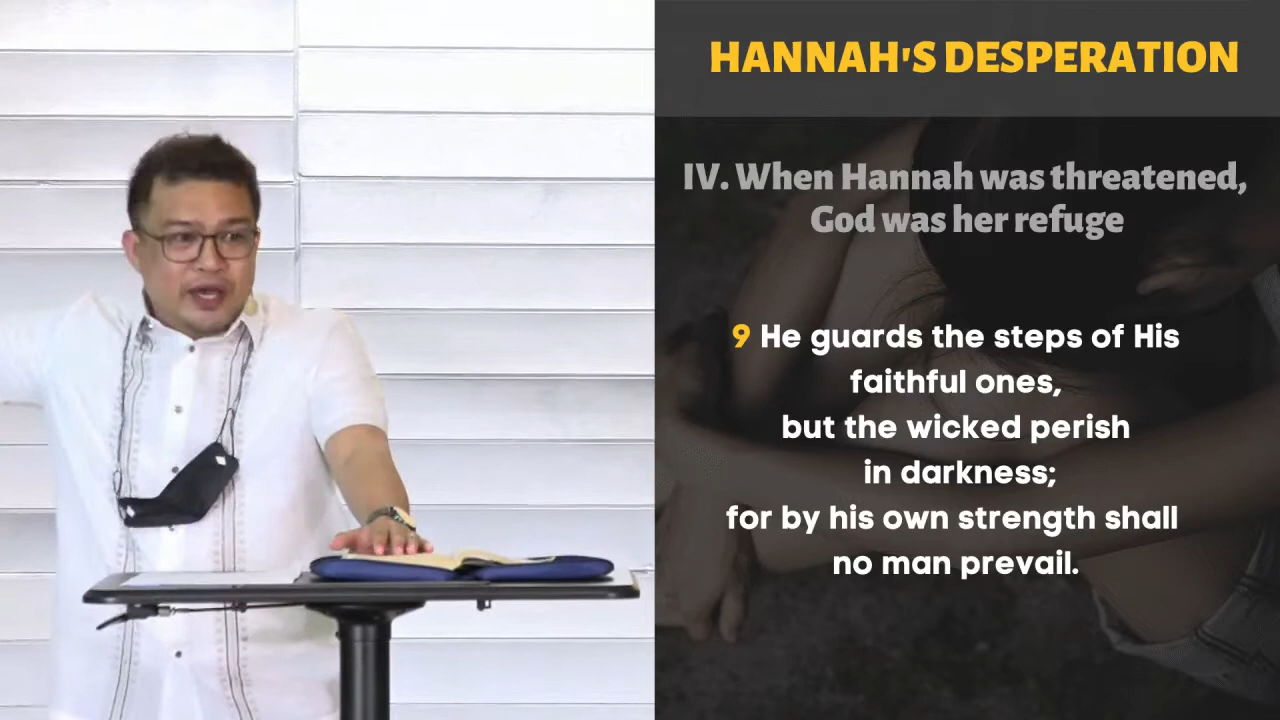 HANNAH'S DESPERATION
IV. When Hannah was threatened,
God was her refuge
9 He guards the steps of His
faithful ones,
but the wicked perish
in darkness;
for by his own strength shall
no man prevail.